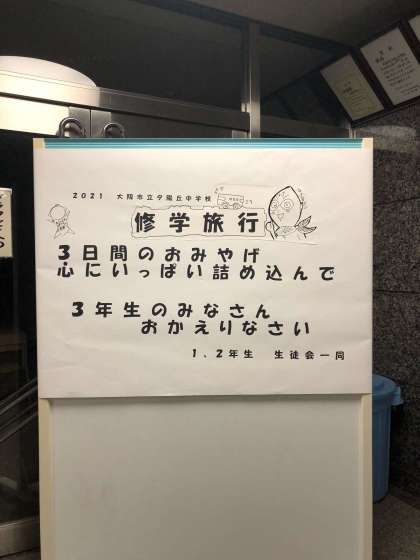 2021 大阪市立夕陽丘中学校
修学旅行
3日間のおみやげ
心にいっぱい詰め込んで
3年生のみなさん
おかえりなさい
1、2年生 生徒会一同